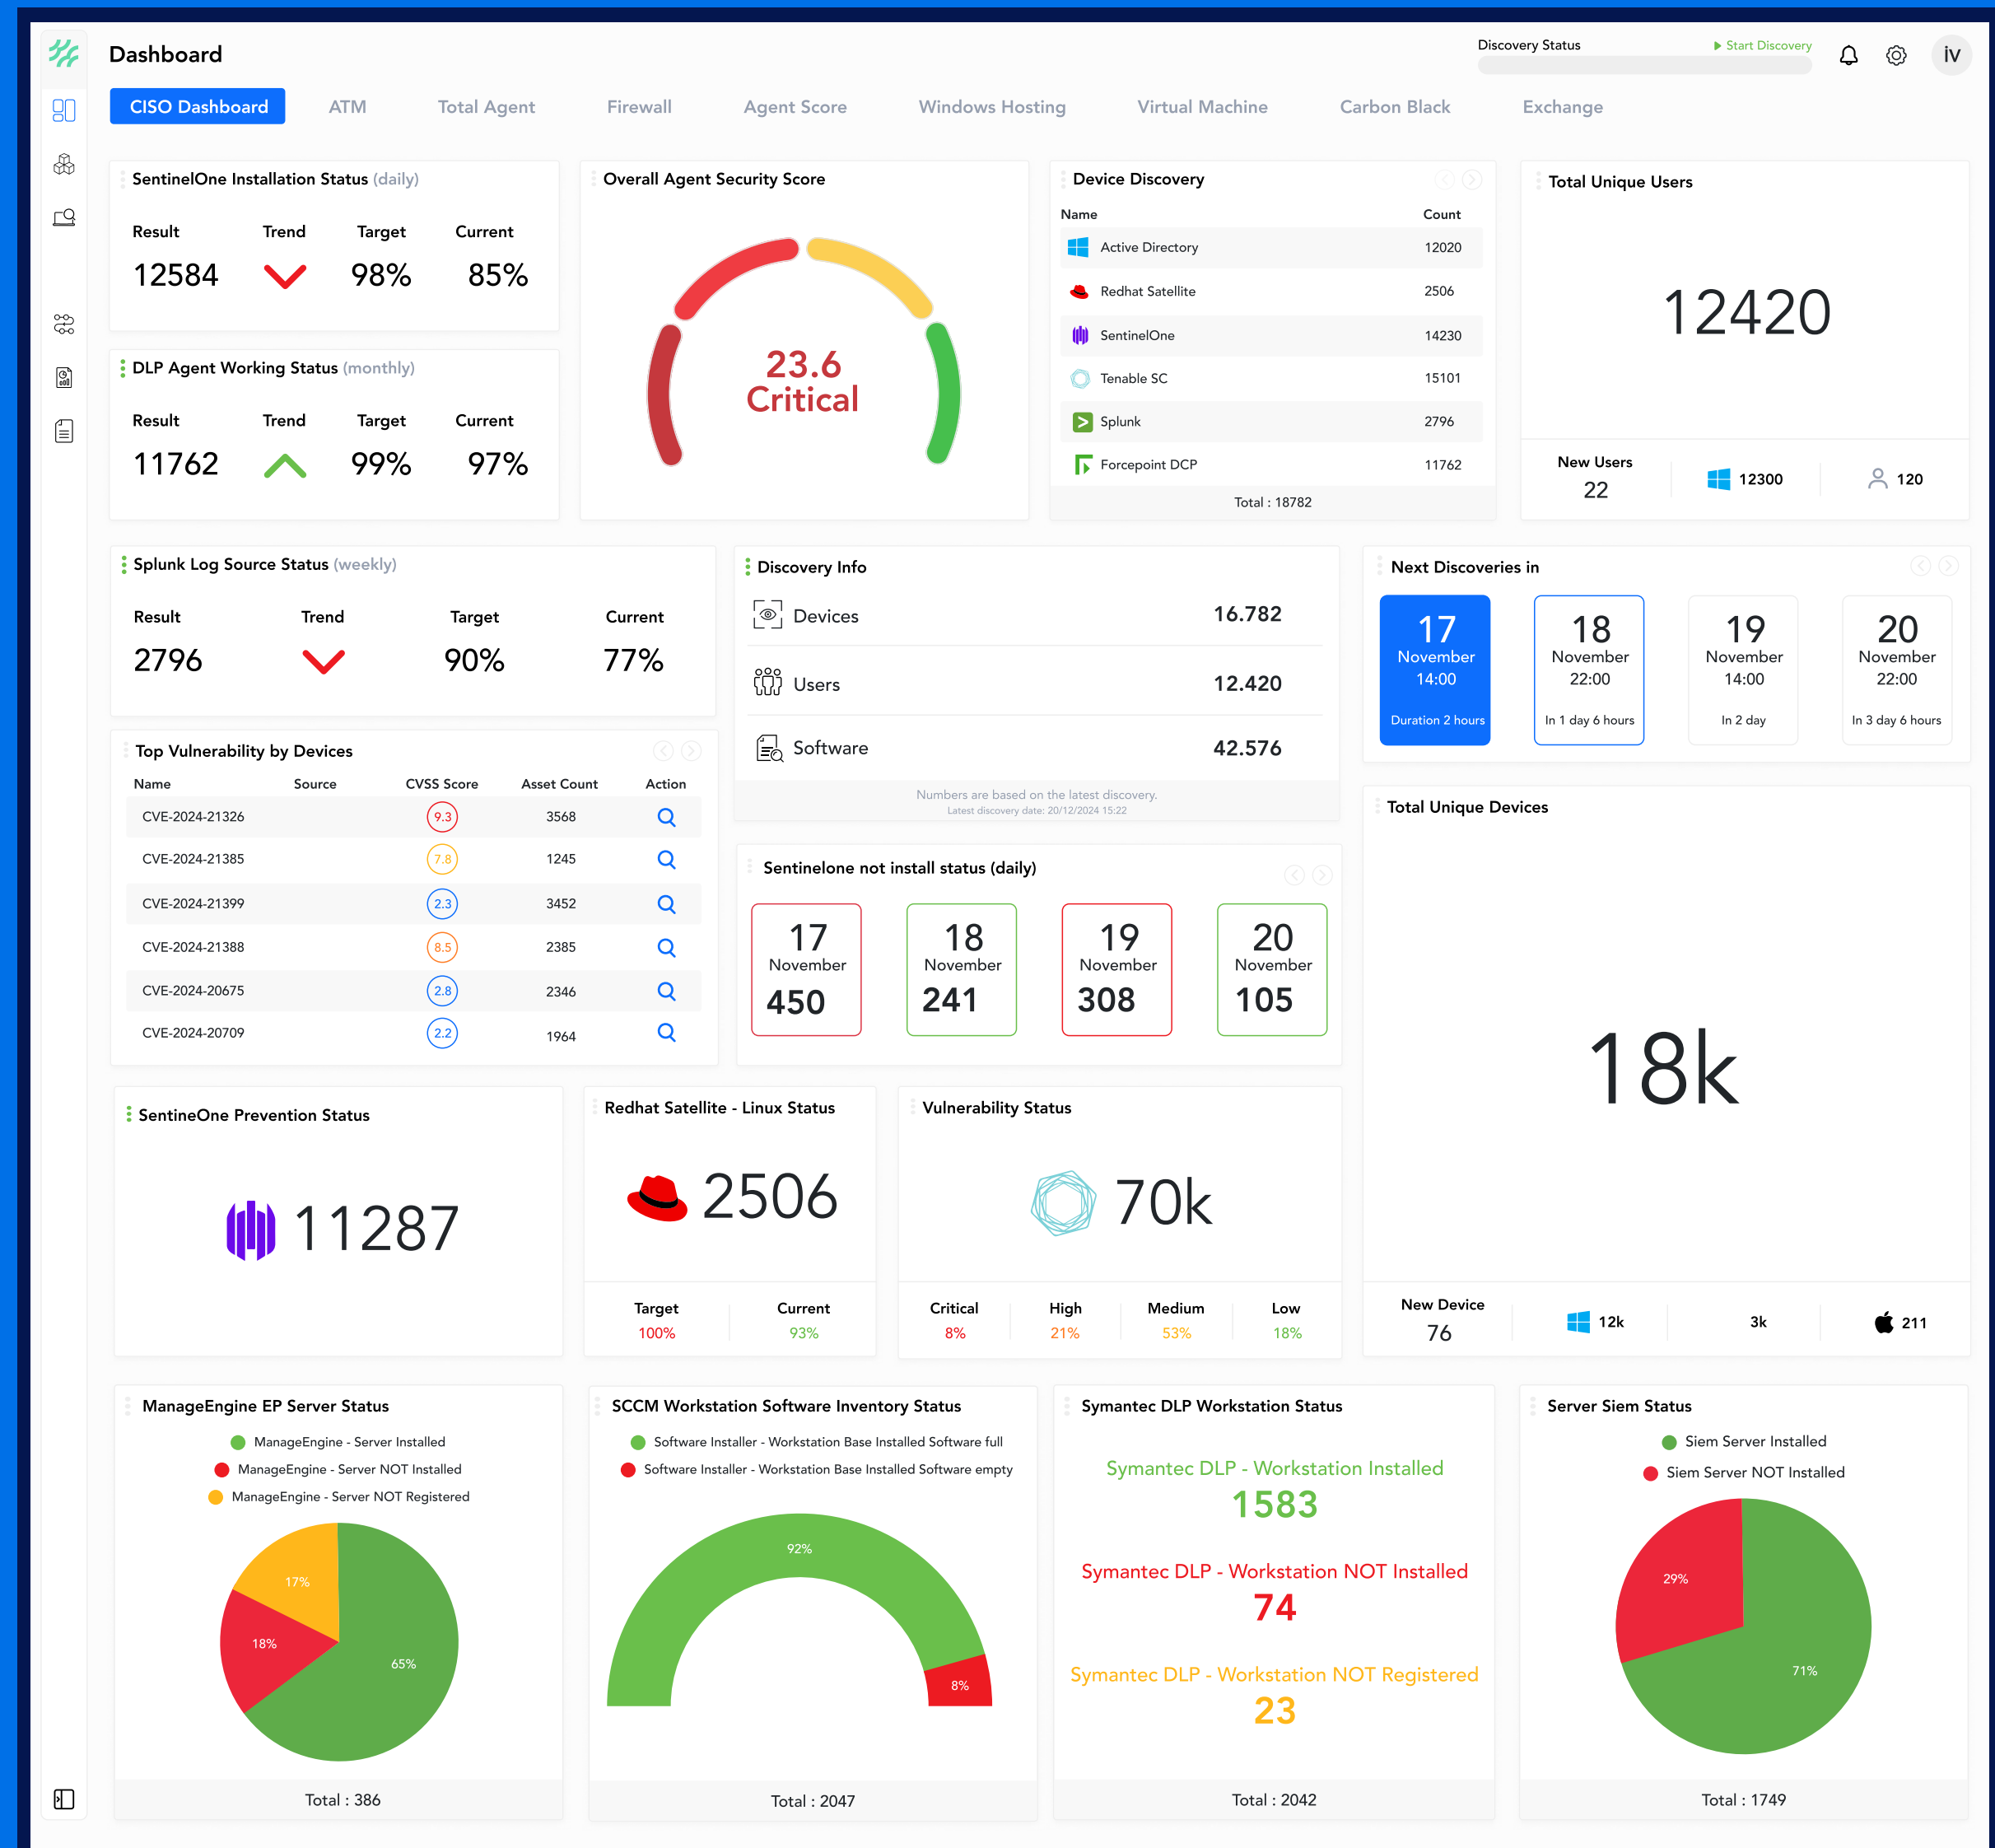 Dashboard
Discovery Status
Start Discovery
iV
CISO Dashboard ATM Total Agent Firewall Agent Score Windows Hosting Virtual Machine Carbon Black Exchange
SentinelOne Installation Status (daily)
Result Trend Target Current
12584 98% 85%
DLP Agent Working Status (monthly)
Result Trend Target Current
11762 99% 97%
Overall Agent Security Score
23.6
Critical
Device Discovery
Name Count
Active Directory 12020
Redhat Satellite 2506
SentinelOne 14230
Tenable SC 15101
Splunk 2796
Forcepoint DCP 11762
Total : 18782
Total Unique Users
12420
New Users
22
12300
120
Splunk Log Source Status (weekly)
Result Trend Target Current
2796 90% 77%
Discovery Info
Devices 16.782
Users 12.420
Software 42.576
Numbers are based on the latest discovery.
Latest discovery date: 20/12/2024 15:22
Next Discoveries in
17 18 19 20
November November November November
14:00 22:00 14:00 22:00
Duration 2 hours In 1 day 6 hours In 2 day In 3 day 6 hours
Top Vulnerability by Devices
Name Source CVSS Score Asset Count Action
CVE-2024-21326 9.3 3568
CVE-2024-21385 7.8 1245
CVE-2024-21399 2.3 3452
CVE-2024-21388 8.5 2385
CVE-2024-20675 2.8 2346
CVE-2024-20709 2.2 1964
Sentinelone not install status (daily)
17 18 19 20
November November November November
450 241 308 105
Total Unique Devices
18k
New Device
76
12k
3k
211
SentineOne Prevention Status
11287
Redhat Satellite - Linux Status
2506
Target Current
100% 93%
Vulnerability Status
70k
Critical High Medium Low
8% 21% 53% 18%
ManageEngine EP Server Status
ManageEngine - Server Installed
ManageEngine - Server NOT Installed
ManageEngine - Server NOT Registered
17%
18%
65%
Total : 386
SCCM Workstation Software Inventory Status
Software Installer - Workstation Base Installed Software full
Software Installer - Workstation Base Installed Software empty
92%
8%
Total : 2047
Symantec DLP Workstation Status
Symantec DLP - Workstation Installed
1583
Symantec DLP - Workstation NOT Installed
74
Symantec DLP - Workstation NOT Registered
23
Total : 2042
Server Siem Status
Siem Server Installed
Siem Server NOT Installed
29%
71%
Total : 1749